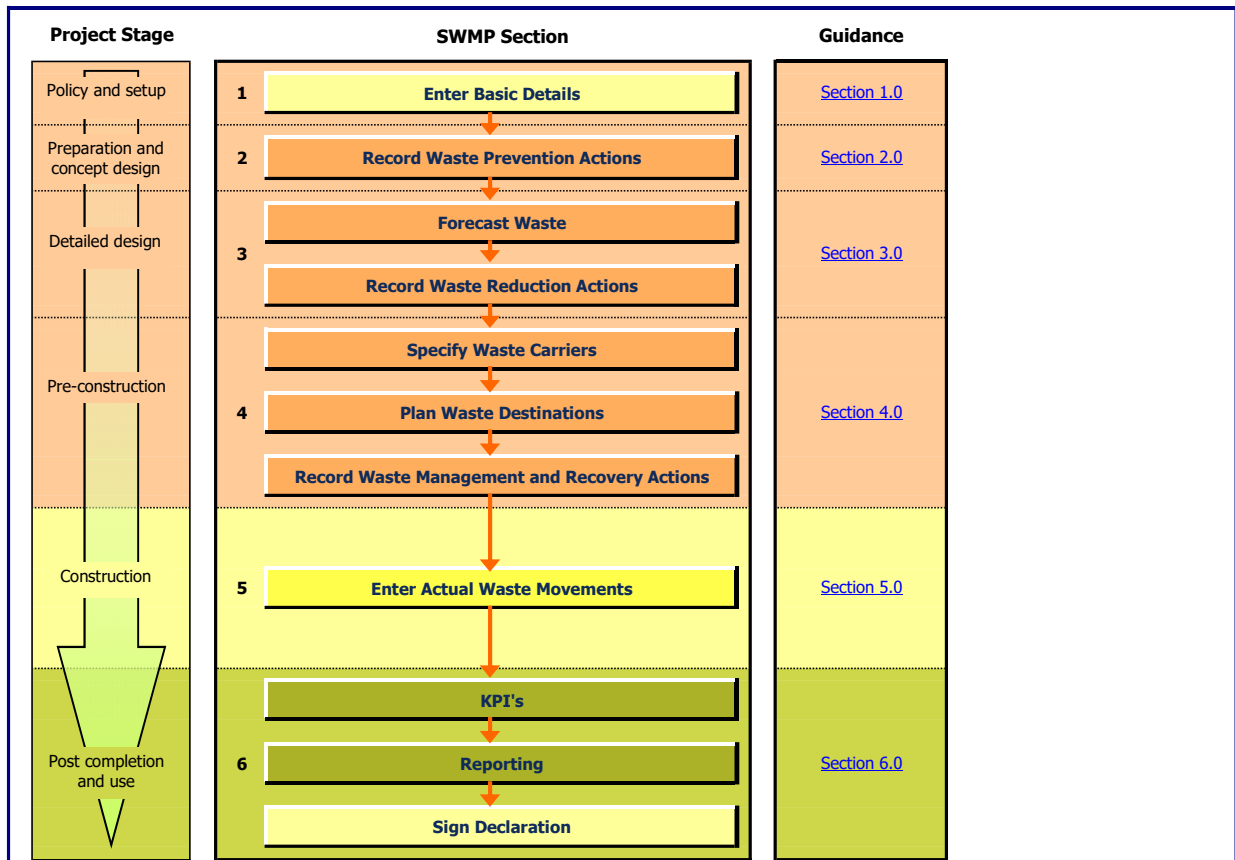 Project Stage
SWMP Section
Guidance
Policy and setup
1
Enter Basic Details
Section 1.0
Preparation and
concept design
2
Record Waste Prevention Actions
Section 2.0
Detailed design
3
Forecast Waste
Record Waste Reduction Actions
Section 3.0
Pre-construction
4
Specify Waste Carriers
Plan Waste Destinations
Record Waste Management and Recovery Actions
Section 4.0
Construction
5
Enter Actual Waste Movements
Section 5.0
Post completion
and use
6
KPI's
Reporting
Sign Declaration
Section 6.0